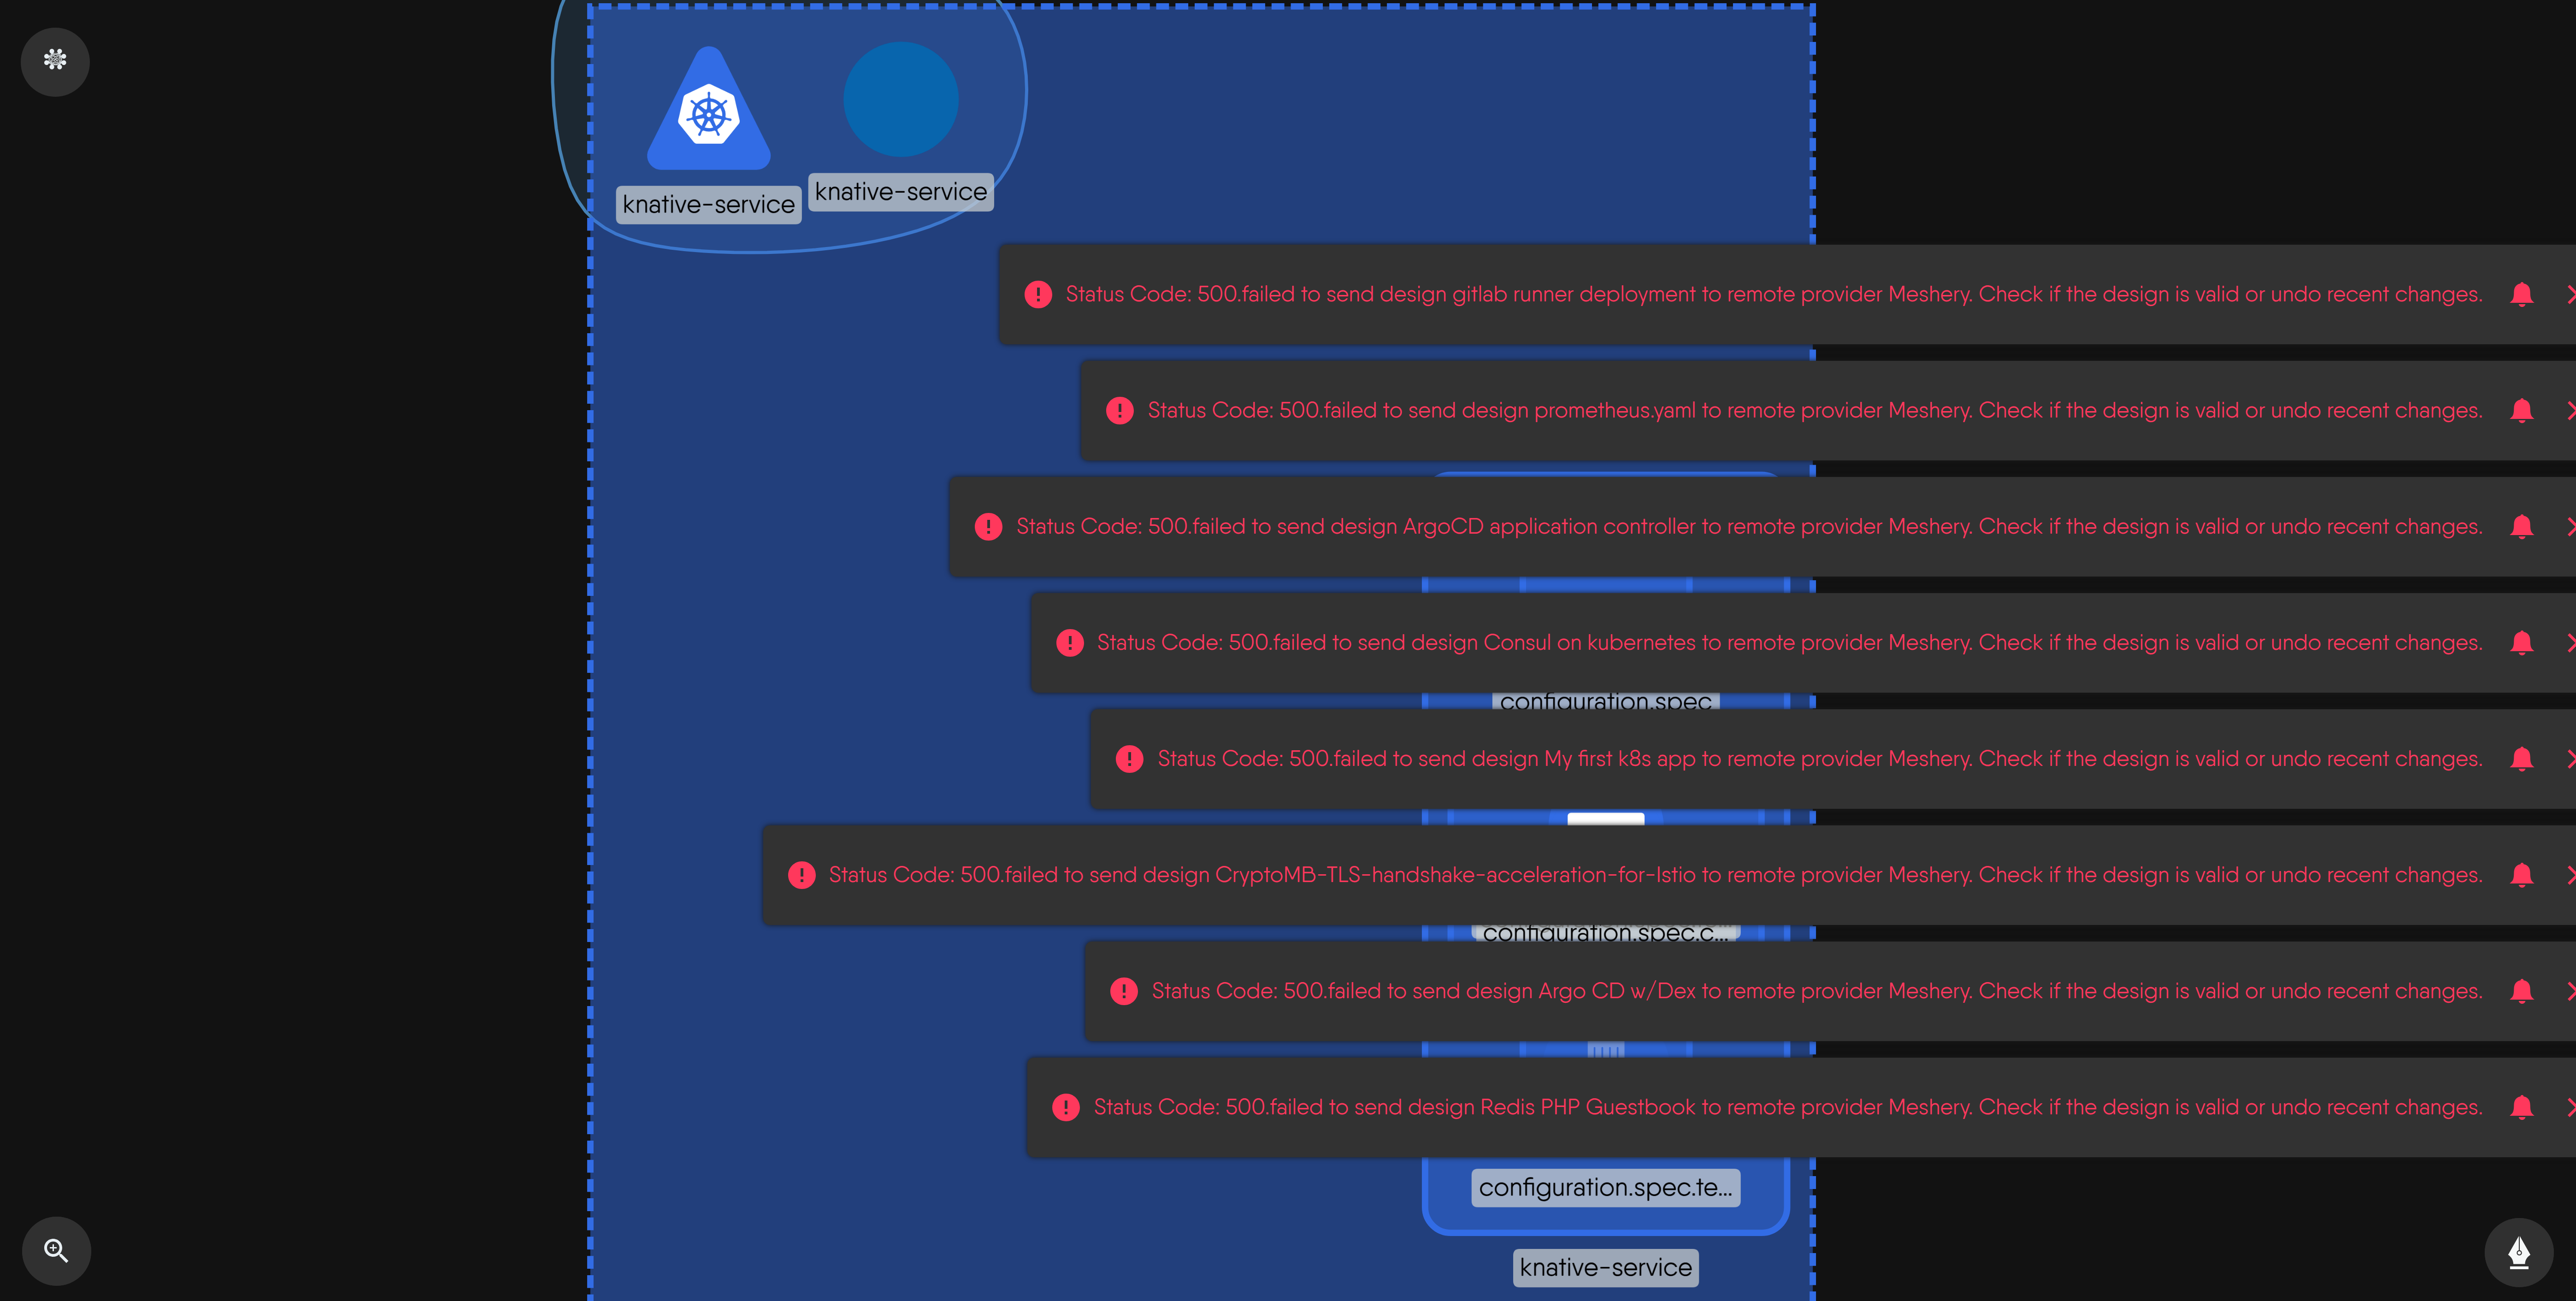 knative-service
knative-service
Status Code: 500.failed to send design gitlab runner deployment to remote provider Meshery. Check if the design is valid or undo recent changes.
Status Code: 500.failed to send design prometheus.yaml to remote provider Meshery. Check if the design is valid or undo recent changes.
Status Code: 500.failed to send design ArgoCD application controller to remote provider Meshery. Check if the design is valid or undo recent changes.
Status Code: 500.failed to send design Consul on kubernetes to remote provider Meshery. Check if the design is valid or undo recent changes.
configuration.spec
Status Code: 500.failed to send design My first k8s app to remote provider Meshery. Check if the design is valid or undo recent changes.
Status Code: 500.failed to send design CryptoMB-TLS-handshake-acceleration-for-Istio to remote provider Meshery. Check if the design is valid or undo recent changes.
configuration.spec.c...
Status Code: 500.failed to send design Argo CD w/Dex to remote provider Meshery. Check if the design is valid or undo recent changes.
Status Code: 500.failed to send design Redis PHP Guestbook to remote provider Meshery. Check if the design is valid or undo recent changes.
configuration.spec.te...
knative-service